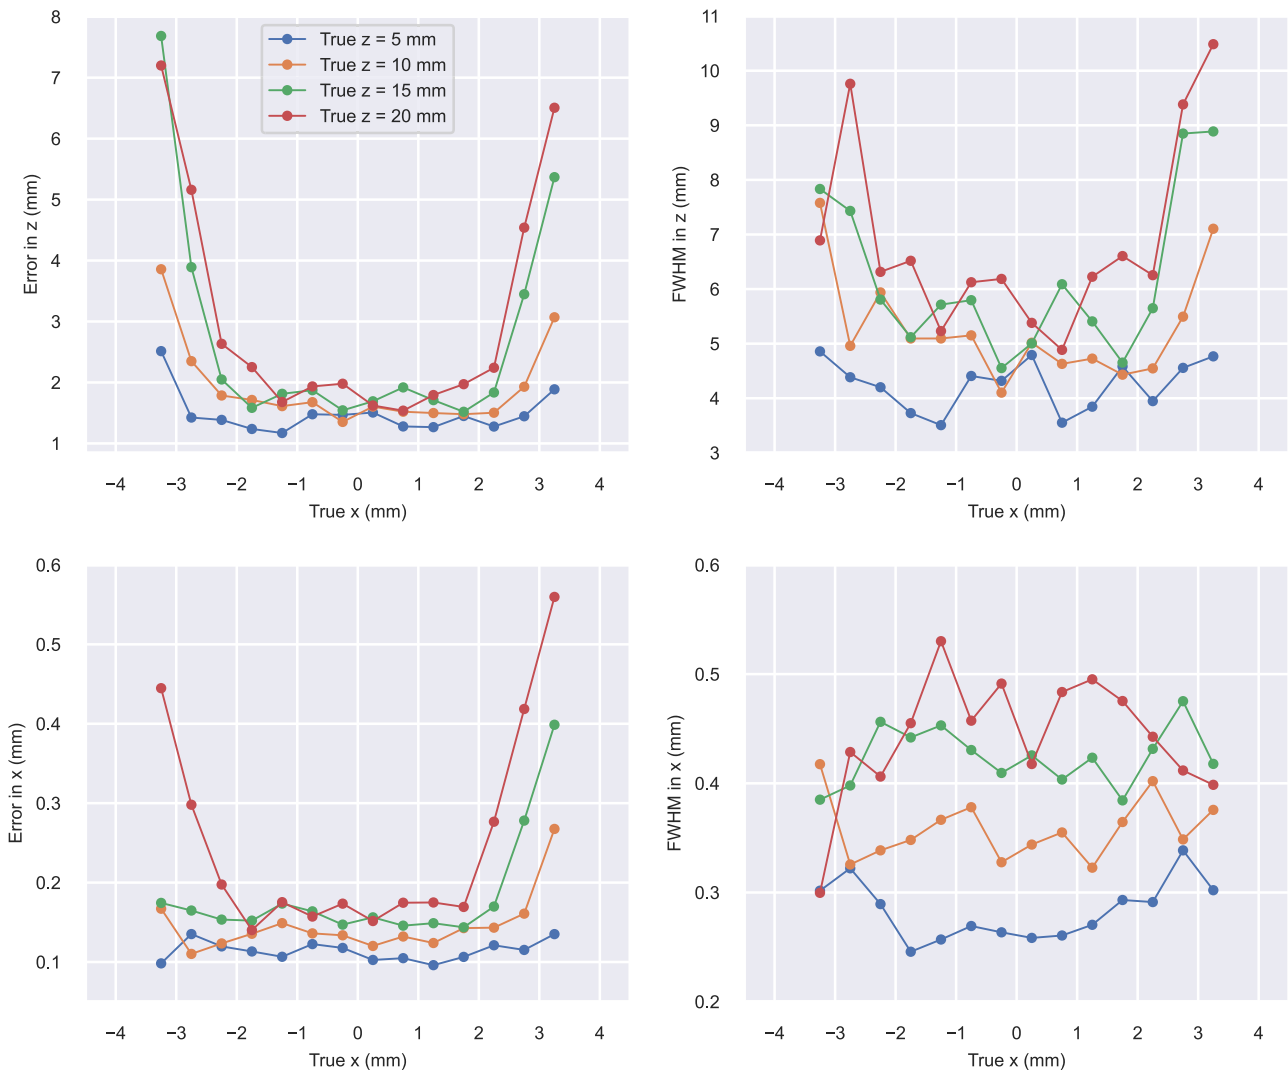 8
7
6
5
4
3
2
1
Error in z (mm)
True z = 5 mm
True z = 10 mm
True z = 15 mm
True z = 20 mm
−4 −3 −2 −1 0 1 2 3 4
True x (mm)
11
10
9
8
7
6
5
4
3
FWHM in z (mm)
−4 −3 −2 −1 0 1 2 3 4
True x (mm)
0.6
0.5
0.4
0.3
0.2
0.1
Error in x (mm)
−4 −3 −2 −1 0 1 2 3 4
True x (mm)
0.6
0.5
0.4
0.3
0.2
FWHM in x (mm)
−4 −3 −2 −1 0 1 2 3 4
True x (mm)